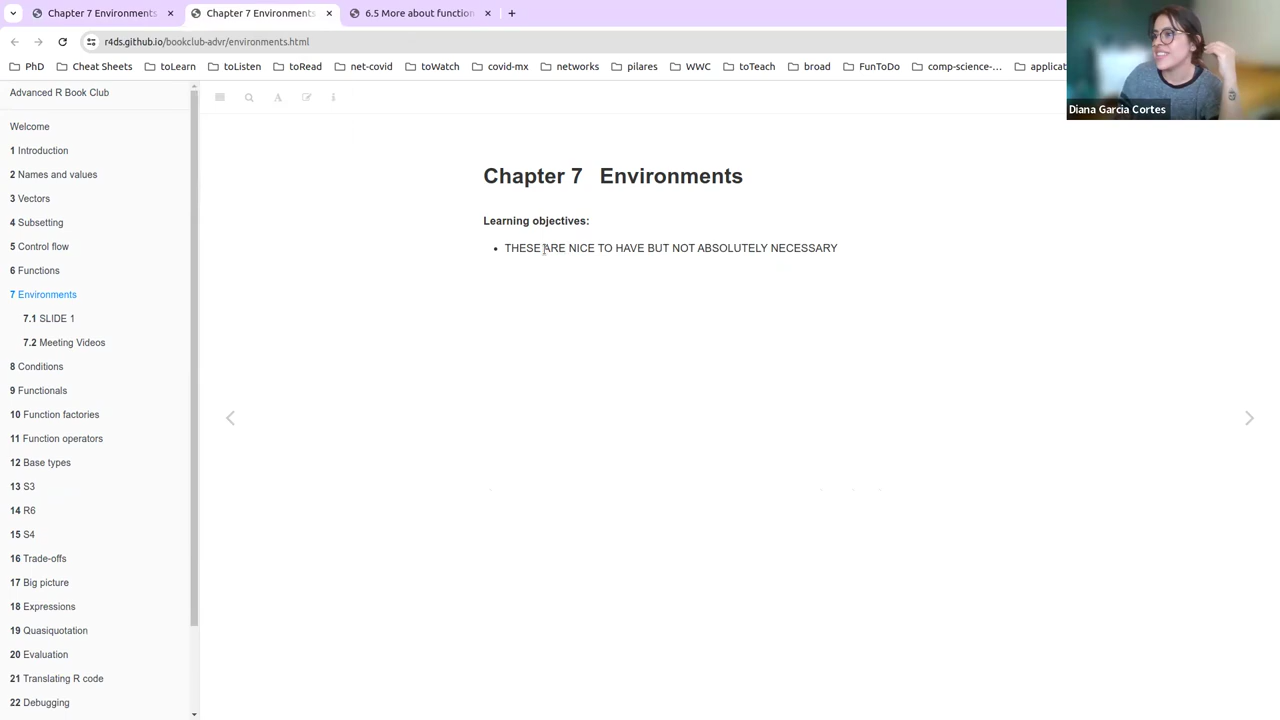 Chapter 7 Environments
Chapter 7 Environments
6.5 More about function
r4ds.github.io/bookclub-advr/environments.html
PhD
Cheat Sheets
toLearn
toListen
toRead
net-covid
toWatch
covid-mx
networks
pilares
WWC
toTeach
broad
FunToDo
comp-science-...
applicat
Diana Garcia Cortes
Advanced R Book Club
Welcome
1 Introduction
2 Names and values
3 Vectors
4 Subsetting
5 Control flow
6 Functions
7 Environments
7.1 SLIDE 1
7.2 Meeting Videos
8 Conditions
9 Functionals
10 Function factories
11 Function operators
12 Base types
13 S3
14 R6
15 S4
16 Trade-offs
17 Big picture
18 Expressions
19 Quasiquotation
20 Evaluation
21 Translating R code
22 Debugging
Chapter 7 Environments
Learning objectives:
• THESE ARE NICE TO HAVE BUT NOT ABSOLUTELY NECESSARY